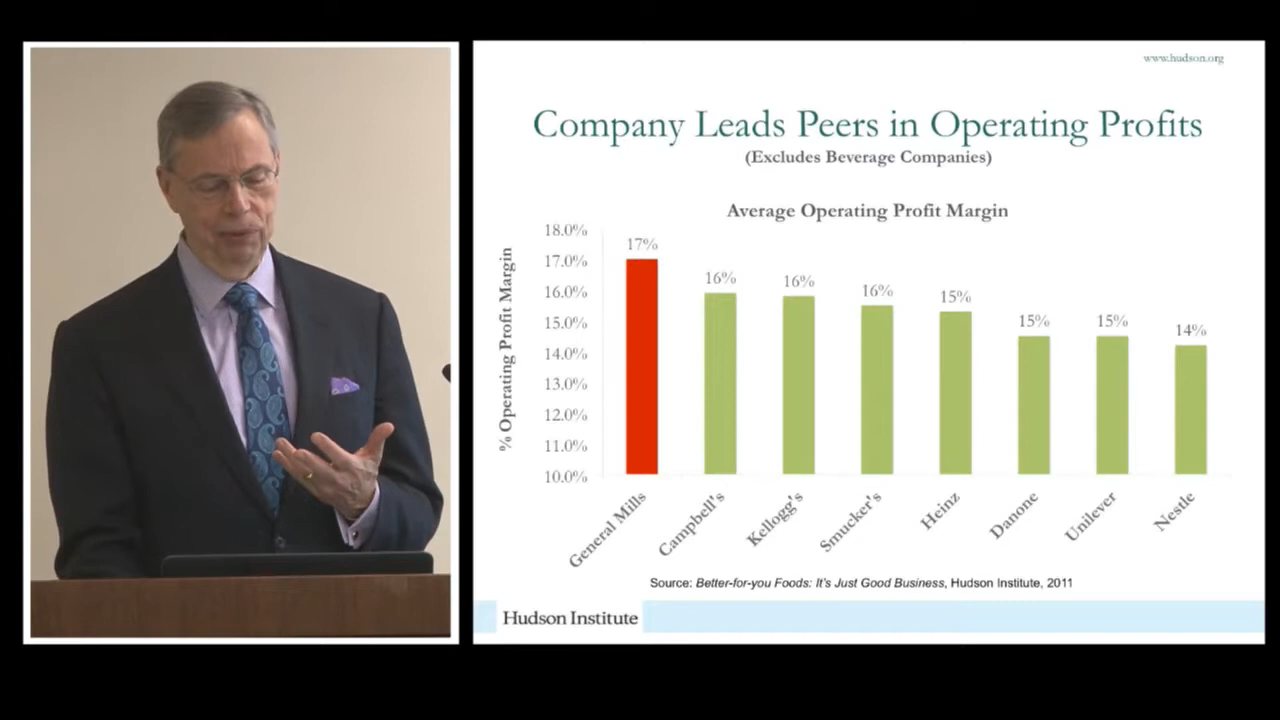 www.hudson.org
Company Leads Peers in Operating Profits
(Excludes Beverage Companies)
Average Operating Profit Margin
% Operating Profit Margin
18.0%
17.0%
16.0%
15.0%
14.0%
13.0%
12.0%
11.0%
10.0%
17%
16%
16%
16%
15%
15%
15%
14%
General Mills
Campbell's
Kellogg's
Smucker's
Heinz
Danone
Unilever
Nestle
Source: Better-for-you Foods: It's Just Good Business, Hudson Institute, 2011
Hudson Institute